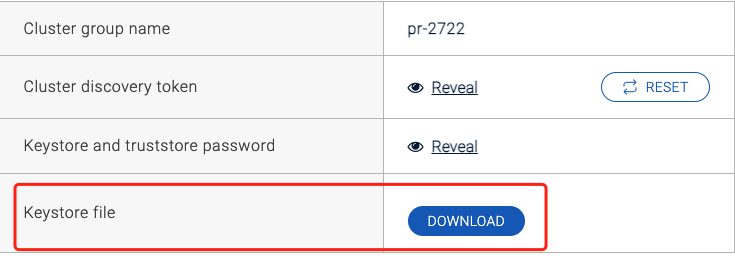 Cluster group name pr-2722
Cluster discovery token Reveal RESET
Keystore and truststore password Reveal
Keystore file DOWNLOAD